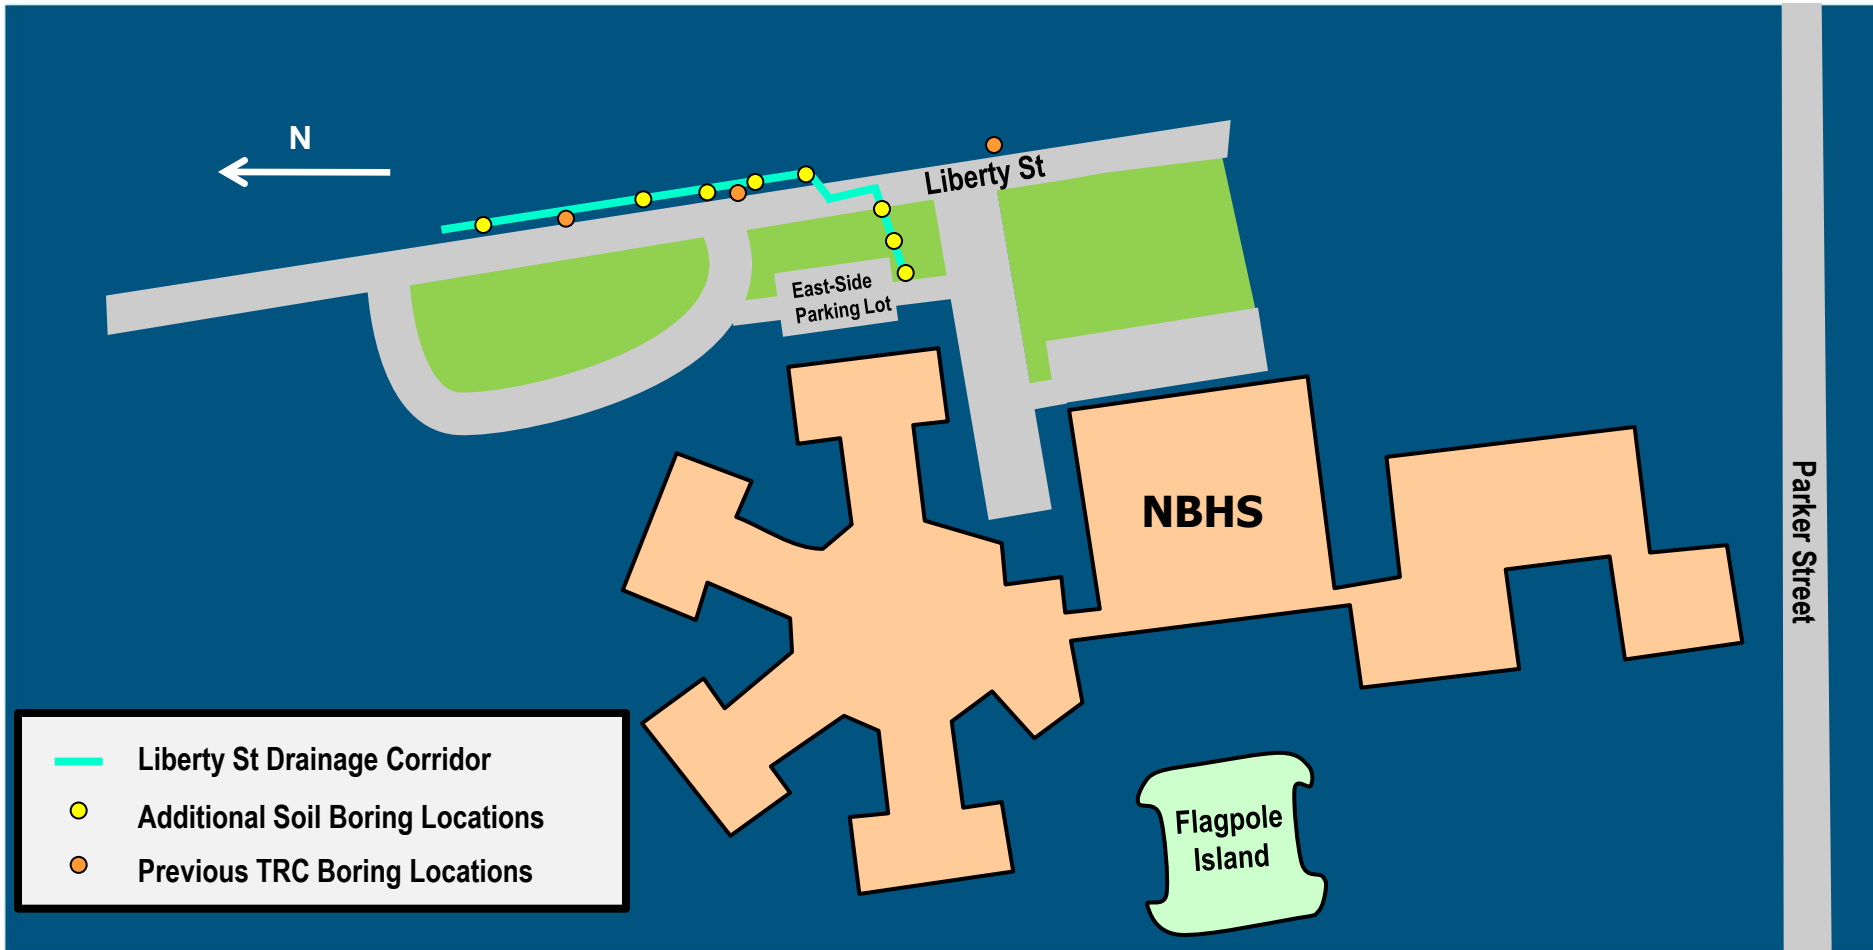 N
Liberty St
East-Side
Parking Lot
NBHS
Parker Street
Liberty St Drainage Corridor
Additional Soil Boring Locations
Previous TRC Boring Locations
Flagpole
Island